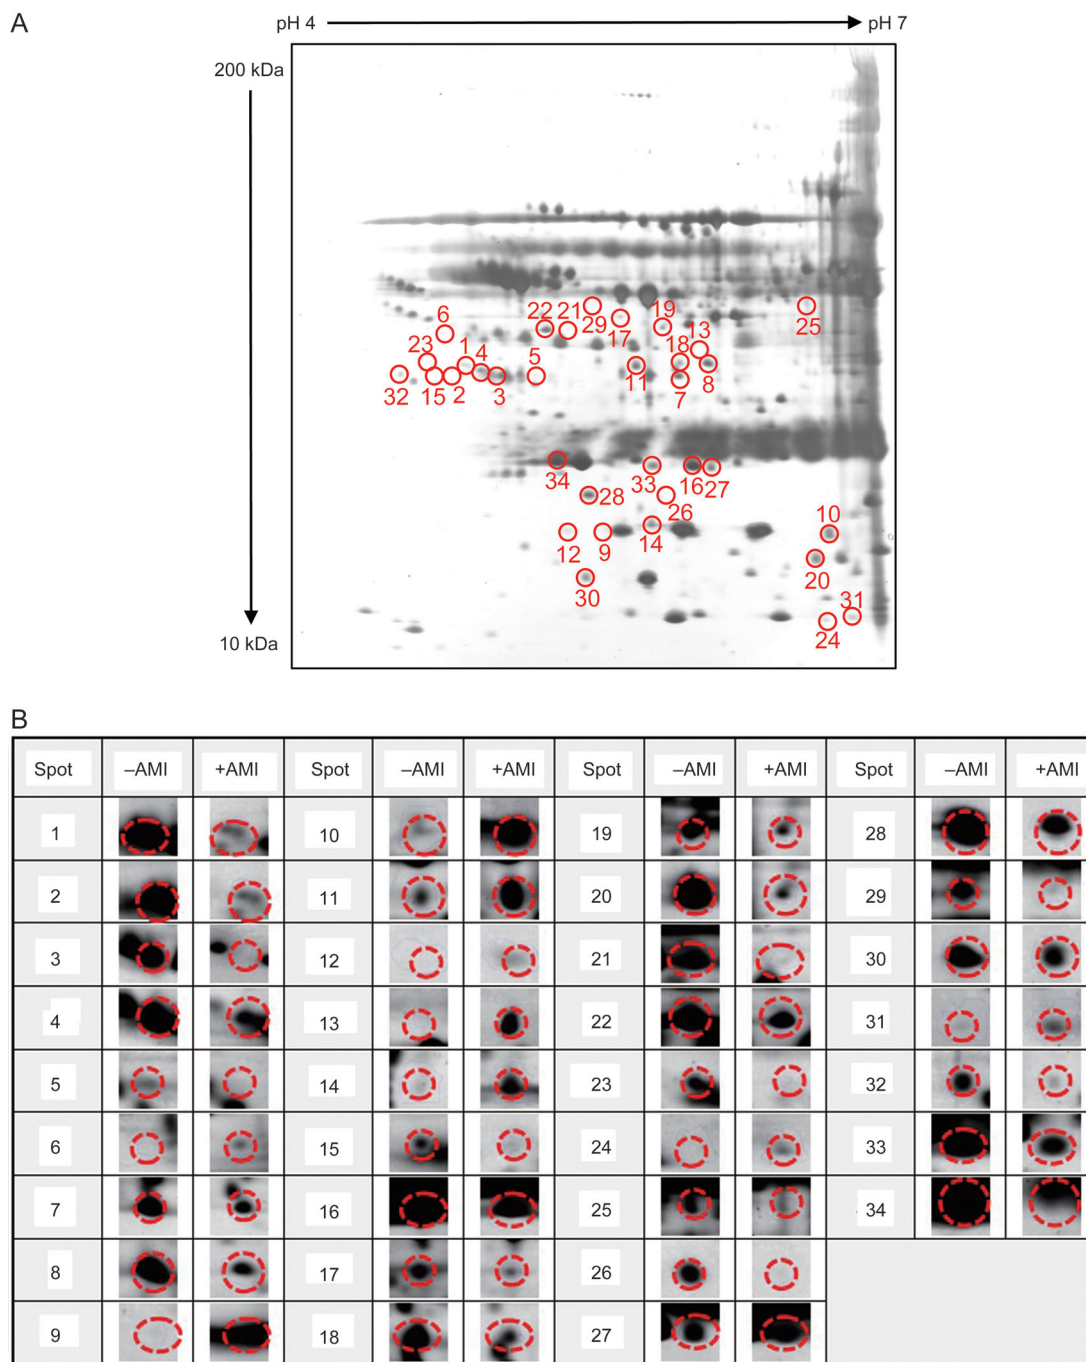 A
pH 4
pH 7
200 kDa
10 kDa
6
22
21
29
17
19
13
25
23
1
4
5
18
32
15
2
3
11
7
8
34
33
16
27
28
26
12
9
14
10
20
30
31
24
B
Spot –AMI +AMI Spot –AMI +AMI Spot –AMI +AMI Spot –AMI +AMI
1 10 19 28
2 11 20 29
3 12 21 30
4 13 22 31
5 14 23 32
6 15 24 33
7 16 25 34
8 17 26
9 18 27